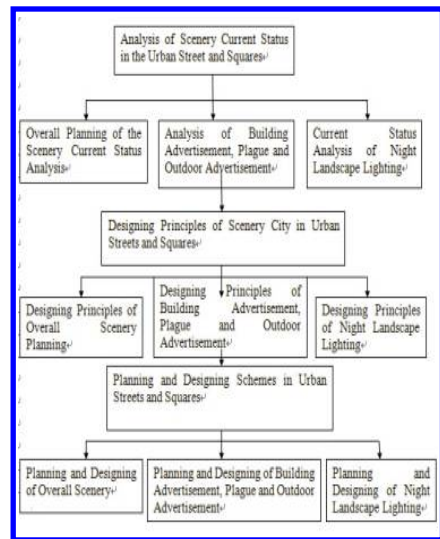 Analysis of Scenery Current Status
in the Urban Street and Squares
Overall Planning of the
Scenery Current Status
Analysis
Analysis of Building
Advertisement, Plague and
Outdoor Advertisement
Current Status
Analysis of Night
Landscape Lighting
Designing Principles of Scenery City in Urban
Streets and Squares
Designing Principles of
Overall Scenery
Planning
Designing Principles of
Building Advertisement,
Plague and Outdoor
Advertisement
Designing Principles
of Night Landscape
Lighting
Planning and Designing Schemes in Urban
Streets and Squares
Planning and Designing
of Overall Scenery
Planning and Designing of Building
Advertisement, Plague and Outdoor
Advertisement
Planning and
Designing of Night
Landscape Lighting